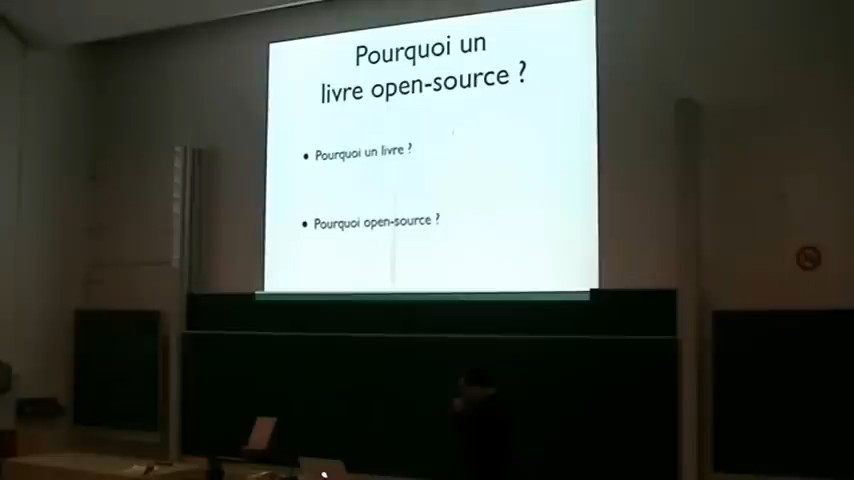 Pourquoi un
livre open-source ?
• Pourquoi un livre ?
• Pourquoi open-source ?